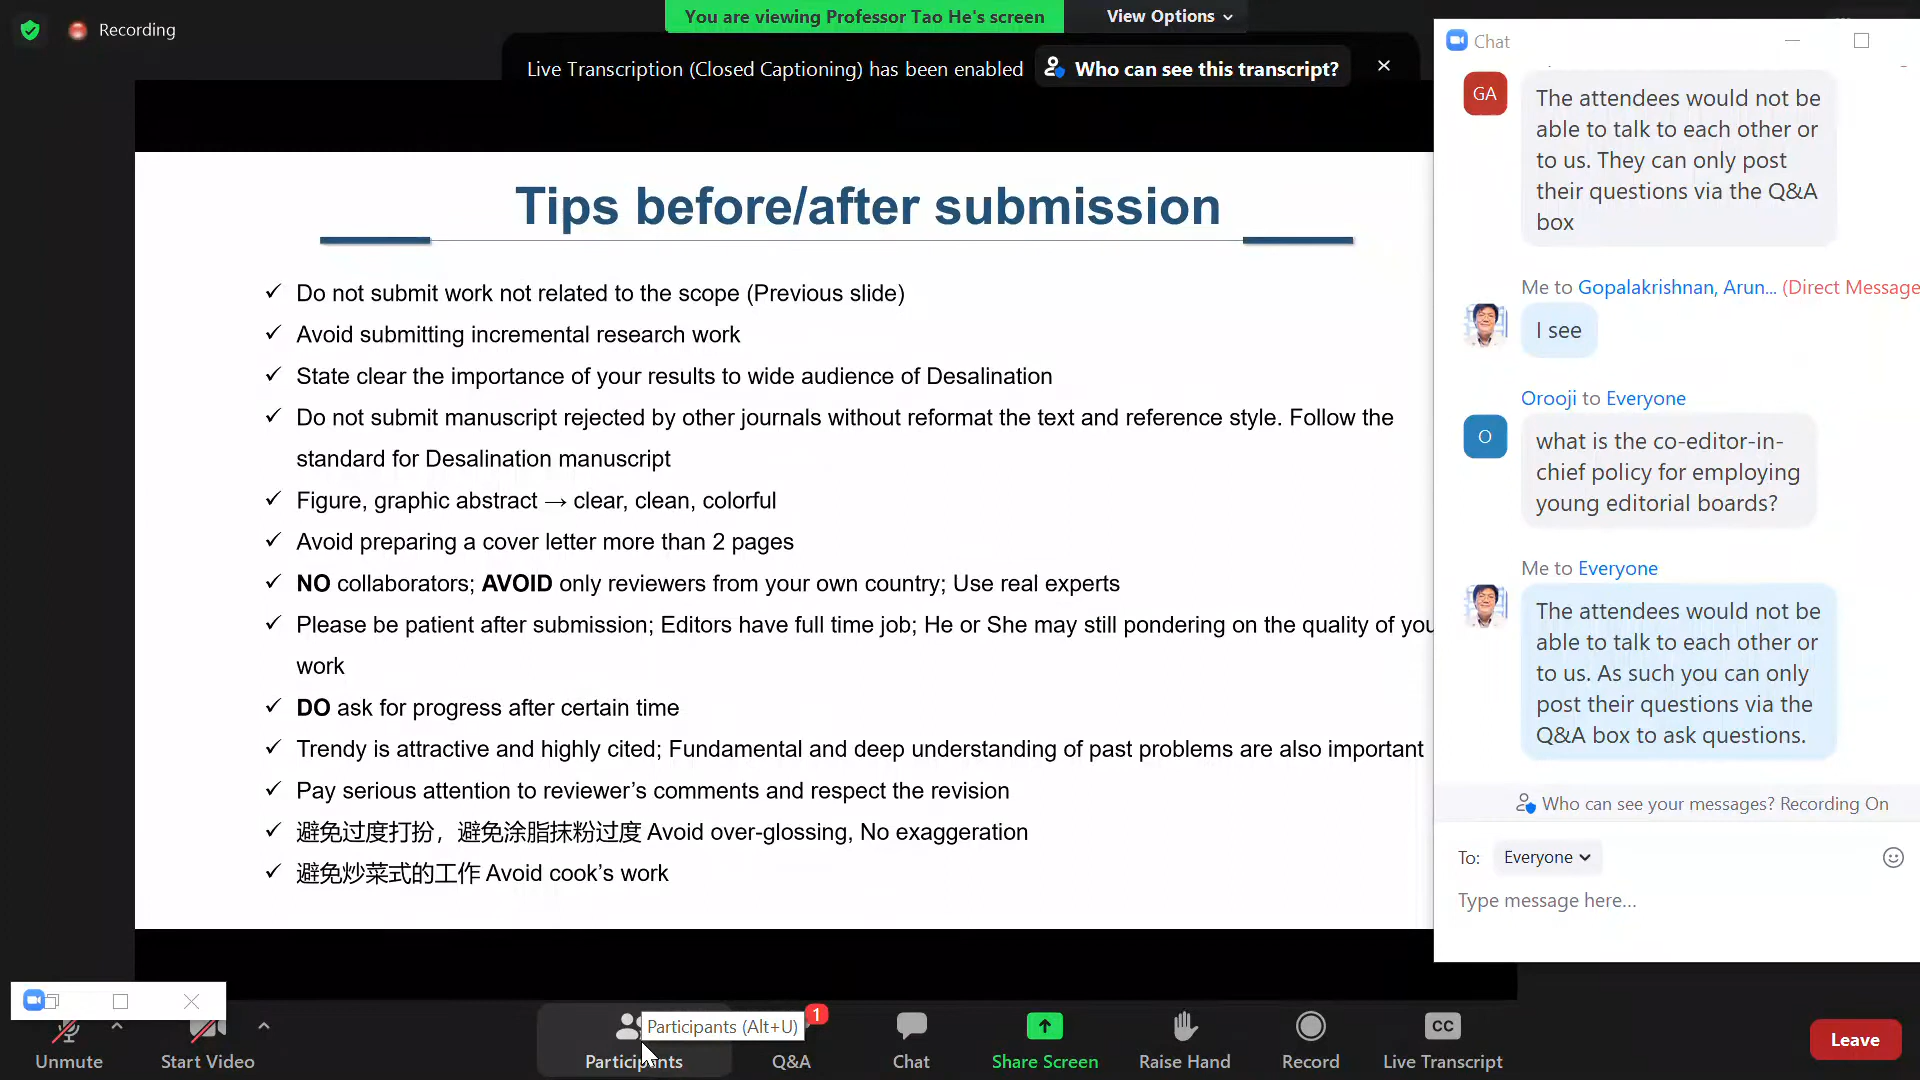 You are viewing Professor Tao He's screen
View Options
Recording
Live Transcription (Closed Captioning) has been enabled
Who can see this transcript?
Tips before/after submission
✓ Do not submit work not related to the scope (Previous slide)
✓ Avoid submitting incremental research work
✓ State clear the importance of your results to wide audience of Desalination
✓ Do not submit manuscript rejected by other journals without reformat the text and reference style. Follow the
standard for Desalination manuscript
✓ Figure, graphic abstract → clear, clean, colorful
✓ Avoid preparing a cover letter more than 2 pages
✓ NO collaborators; AVOID only reviewers from your own country; Use real experts
✓ Please be patient after submission; Editors have full time job; He or She may still pondering on the quality of you
work
✓ DO ask for progress after certain time
✓ Trendy is attractive and highly cited; Fundamental and deep understanding of past problems are also important
✓ Pay serious attention to reviewer’s comments and respect the revision
✓ 避免过度打扮，避免涂脂抹粉过度 Avoid over-glossing, No exaggeration
✓ 避免炒菜式的工作 Avoid cook’s work
Chat
GA
The attendees would not be
able to talk to each other or
to us. They can only post
their questions via the Q&A
box
Me to Gopalakrishnan, Arun... (Direct Message
I see
Orooji to Everyone
O
what is the co-editor-in-
chief policy for employing
young editorial boards?
Me to Everyone
The attendees would not be
able to talk to each other or
to us. As such you can only
post their questions via the
Q&A box to ask questions.
Who can see your messages? Recording On
To: Everyone
Type message here...
Participants (Alt+U)
1
CC
Unmute
Start Video
Participants
Q&A
Chat
Share Screen
Raise Hand
Record
Live Transcript
Leave